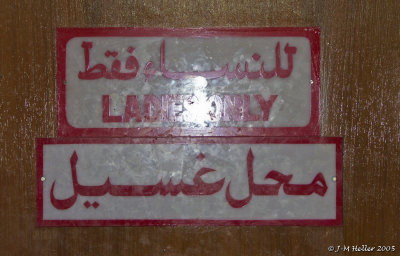 للنساء فقط
LADIES ONLY
محل غسيل
© J-M Heller 2005